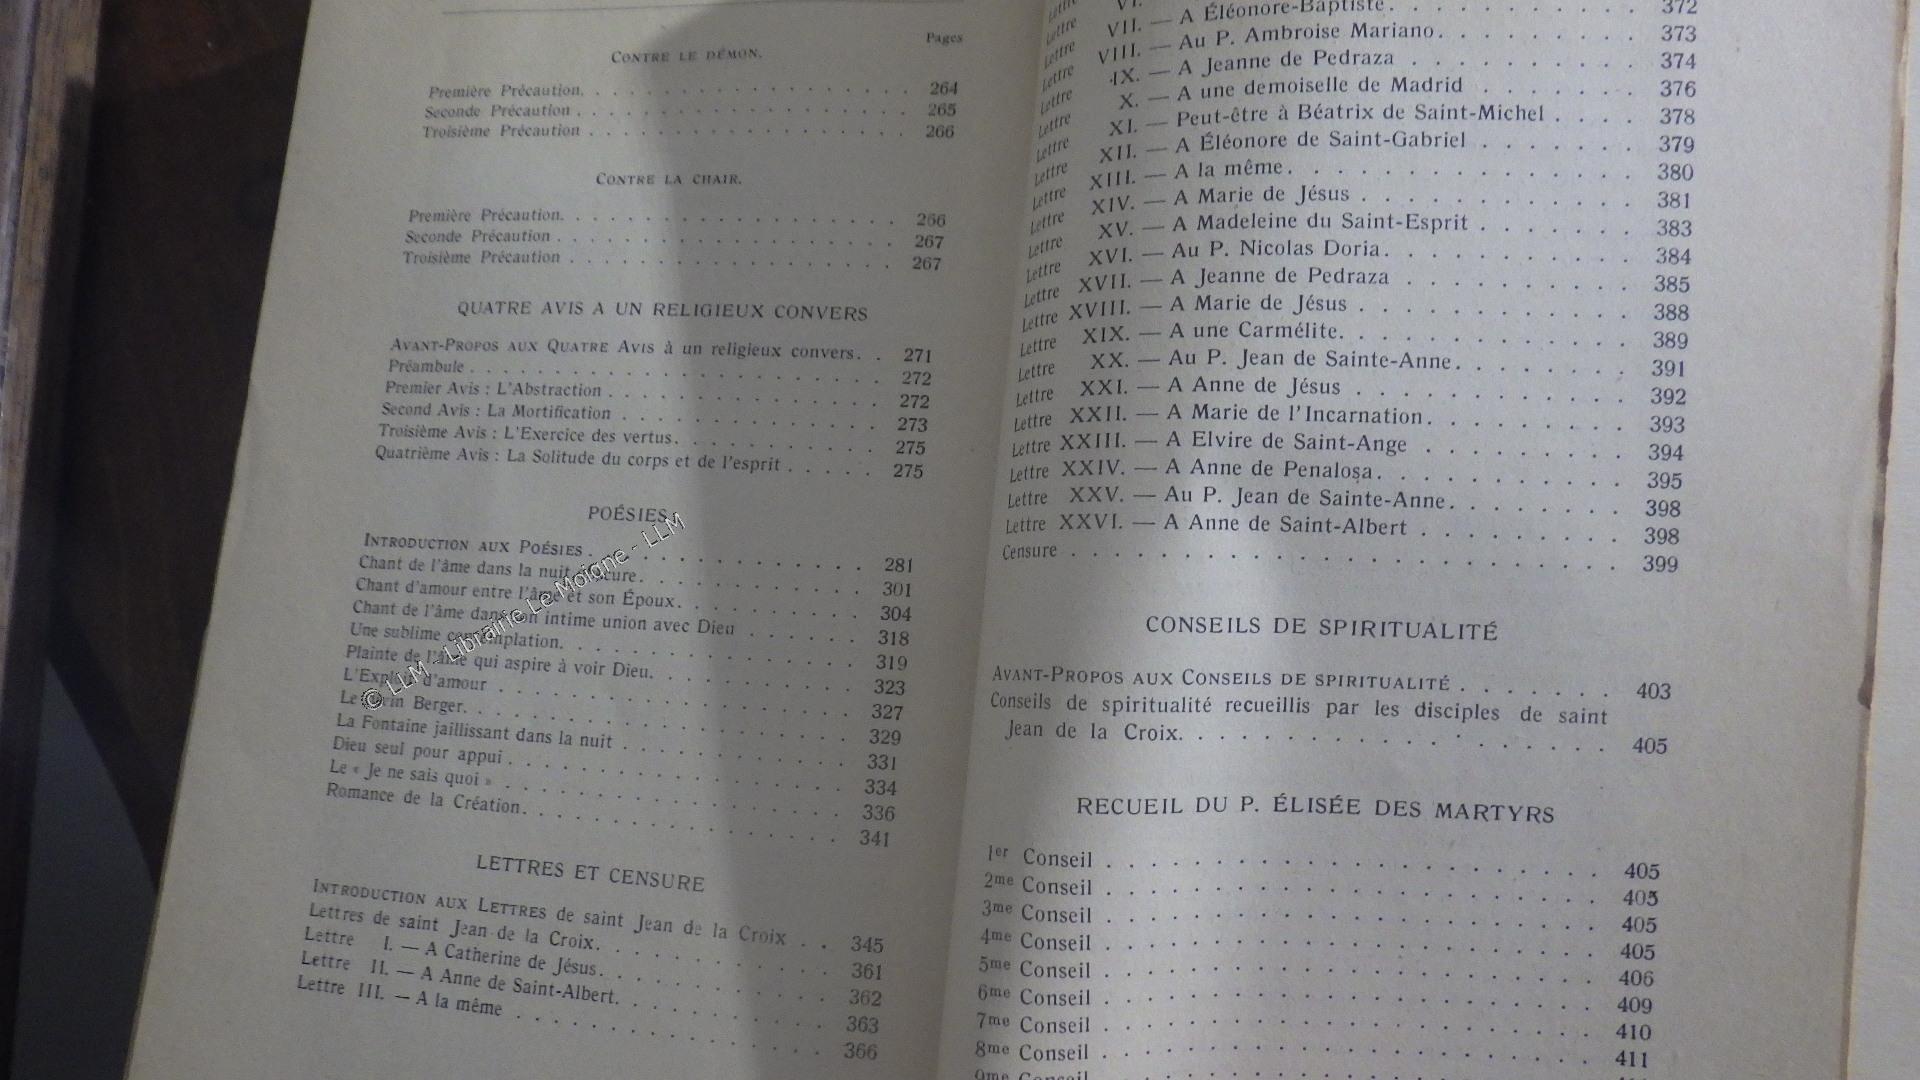 Pages
CONTRE LE DÉMON.
Première Précaution. . . . . . . . . . . . . . . . 264
Seconde Précaution . . . . . . . . . . . . . . . . 265
Troisième Précaution . . . . . . . . . . . . . . . . 266
CONTRE LA CHAIR.
Première Précaution. . . . . . . . . . . . . . . . 266
Seconde Précaution . . . . . . . . . . . . . . . . 267
Troisième Précaution . . . . . . . . . . . . . . . . 267
QUATRE AVIS A UN RELIGIEUX CONVERS
AVANT-PROPOS AUX QUATRE AVIS à un religieux convers. . 271
Préambule . . . . . . . . . . . . . . . . 272
Premier Avis : L'Abstraction . . . . . . . . . . . . 272
Second Avis : La Mortification . . . . . . . . . . . . 273
Troisième Avis : L'Exercice des vertus. . . . . . . . . . 275
Quatrième Avis : La Solitude du corps et de l'esprit . . . . . 275
POÉSIES.
INTRODUCTION AUX POÉSIES . . . . . . . . . . . . . 281
Chant de l'âme dans la nuit obscure. . . . . . . . . . . 301
Chant d'amour entre l'âme et son Époux. . . . . . . . . 304
Chant de l'âme dans son intime union avec Dieu . . . . . . 318
Une sublime contemplation. . . . . . . . . . . . . . 319
Plainte de l'âme qui aspire à voir Dieu. . . . . . . . . . 323
L'Exploit d'amour . . . . . . . . . . . . . . . . 327
Le Divin Berger. . . . . . . . . . . . . . . . . 329
La Fontaine jaillissant dans la nuit . . . . . . . . . . . 331
Dieu seul pour appui . . . . . . . . . . . . . . . 334
Le « Je ne sais quoi » . . . . . . . . . . . . . . . 336
Romance de la Création. . . . . . . . . . . . . . . 341
LETTRES ET CENSURE
INTRODUCTION AUX LETTRES de saint Jean de la Croix . . 345
Lettres de saint Jean de la Croix. . . . . . . . . . . . 361
Lettre I. — A Catherine de Jésus. . . . . . . . . . . 362
Lettre II. — A Anne de Saint-Albert. . . . . . . . . . 363
Lettre III. — A la même . . . . . . . . . . . . . . 366
© LLM - Librairie Le Moigne - LLM
Lettre VI. 372
Lettre VII. — A Éléonore-Baptiste. . . . . . . . . . . 373
Lettre VIII. — Au P. Ambroise Mariano. . . . . . . . . 374
Lettre IX. — A Jeanne de Pedraza . . . . . . . . . . 376
Lettre X. — A une demoiselle de Madrid . . . . . . . 378
Lettre XI. — Peut-être à Béatrix de Saint-Michel . . . . 379
Lettre XII. — A Éléonore de Saint-Gabriel . . . . . . . 380
Lettre XIII. — A la même. . . . . . . . . . . . . . 381
Lettre XIV. — A Marie de Jésus . . . . . . . . . . . 383
Lettre XV. — A Madeleine du Saint-Esprit . . . . . . . 384
Lettre XVI. — Au P. Nicolas Doria. . . . . . . . . . . 385
Lettre XVII. — A Jeanne de Pedraza . . . . . . . . . . 388
Lettre XVIII. — A Marie de Jésus . . . . . . . . . . . 389
Lettre XIX. — A une Carmélite. . . . . . . . . . . . 391
Lettre XX. — Au P. Jean de Sainte-Anne. . . . . . . . 392
Lettre XXI. — A Anne de Jésus . . . . . . . . . . . 393
Lettre XXII. — A Marie de l'Incarnation. . . . . . . . . 394
Lettre XXIII. — A Elvire de Saint-Ange . . . . . . . . . 395
Lettre XXIV. — A Anne de Penalosa. . . . . . . . . . 398
Lettre XXV. — Au P. Jean de Sainte-Anne. . . . . . . . 398
Lettre XXVI. — A Anne de Saint-Albert . . . . . . . . 399
Censure . . . . . . . . . . . . . . . . . . .
CONSEILS DE SPIRITUALITÉ
AVANT-PROPOS AUX CONSEILS DE SPIRITUALITÉ . . . . . . . 403
Conseils de spiritualité recueillis par les disciples de saint
Jean de la Croix. . . . . . . . . . . . . . . . . 405
RECUEIL DU P. ÉLISÉE DES MARTYRS
1er Conseil . . . . . . . . . . . . . . . . . . 405
2me Conseil . . . . . . . . . . . . . . . . . . 405
3me Conseil . . . . . . . . . . . . . . . . . . 405
4me Conseil . . . . . . . . . . . . . . . . . . 405
5me Conseil . . . . . . . . . . . . . . . . . . 406
6me Conseil . . . . . . . . . . . . . . . . . . 409
7me Conseil . . . . . . . . . . . . . . . . . . 410
8me Conseil . . . . . . . . . . . . . . . . . . 411
9me Conseil